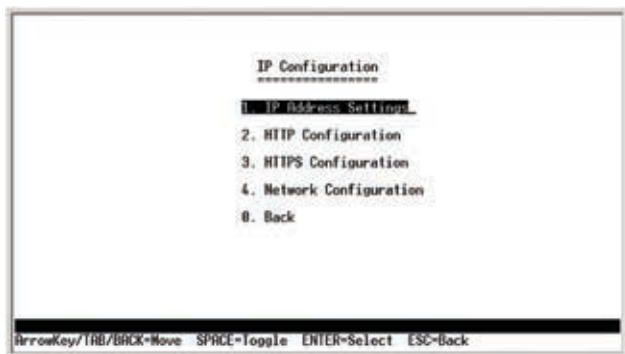 IP Configuration
================
1. IP Address Settings
2. HTTP Configuration
3. HTTPS Configuration
4. Network Configuration
0. Back
ArrowKey/TAB/BACK=Move SPACE=Toggle ENTER=Select ESC=Back